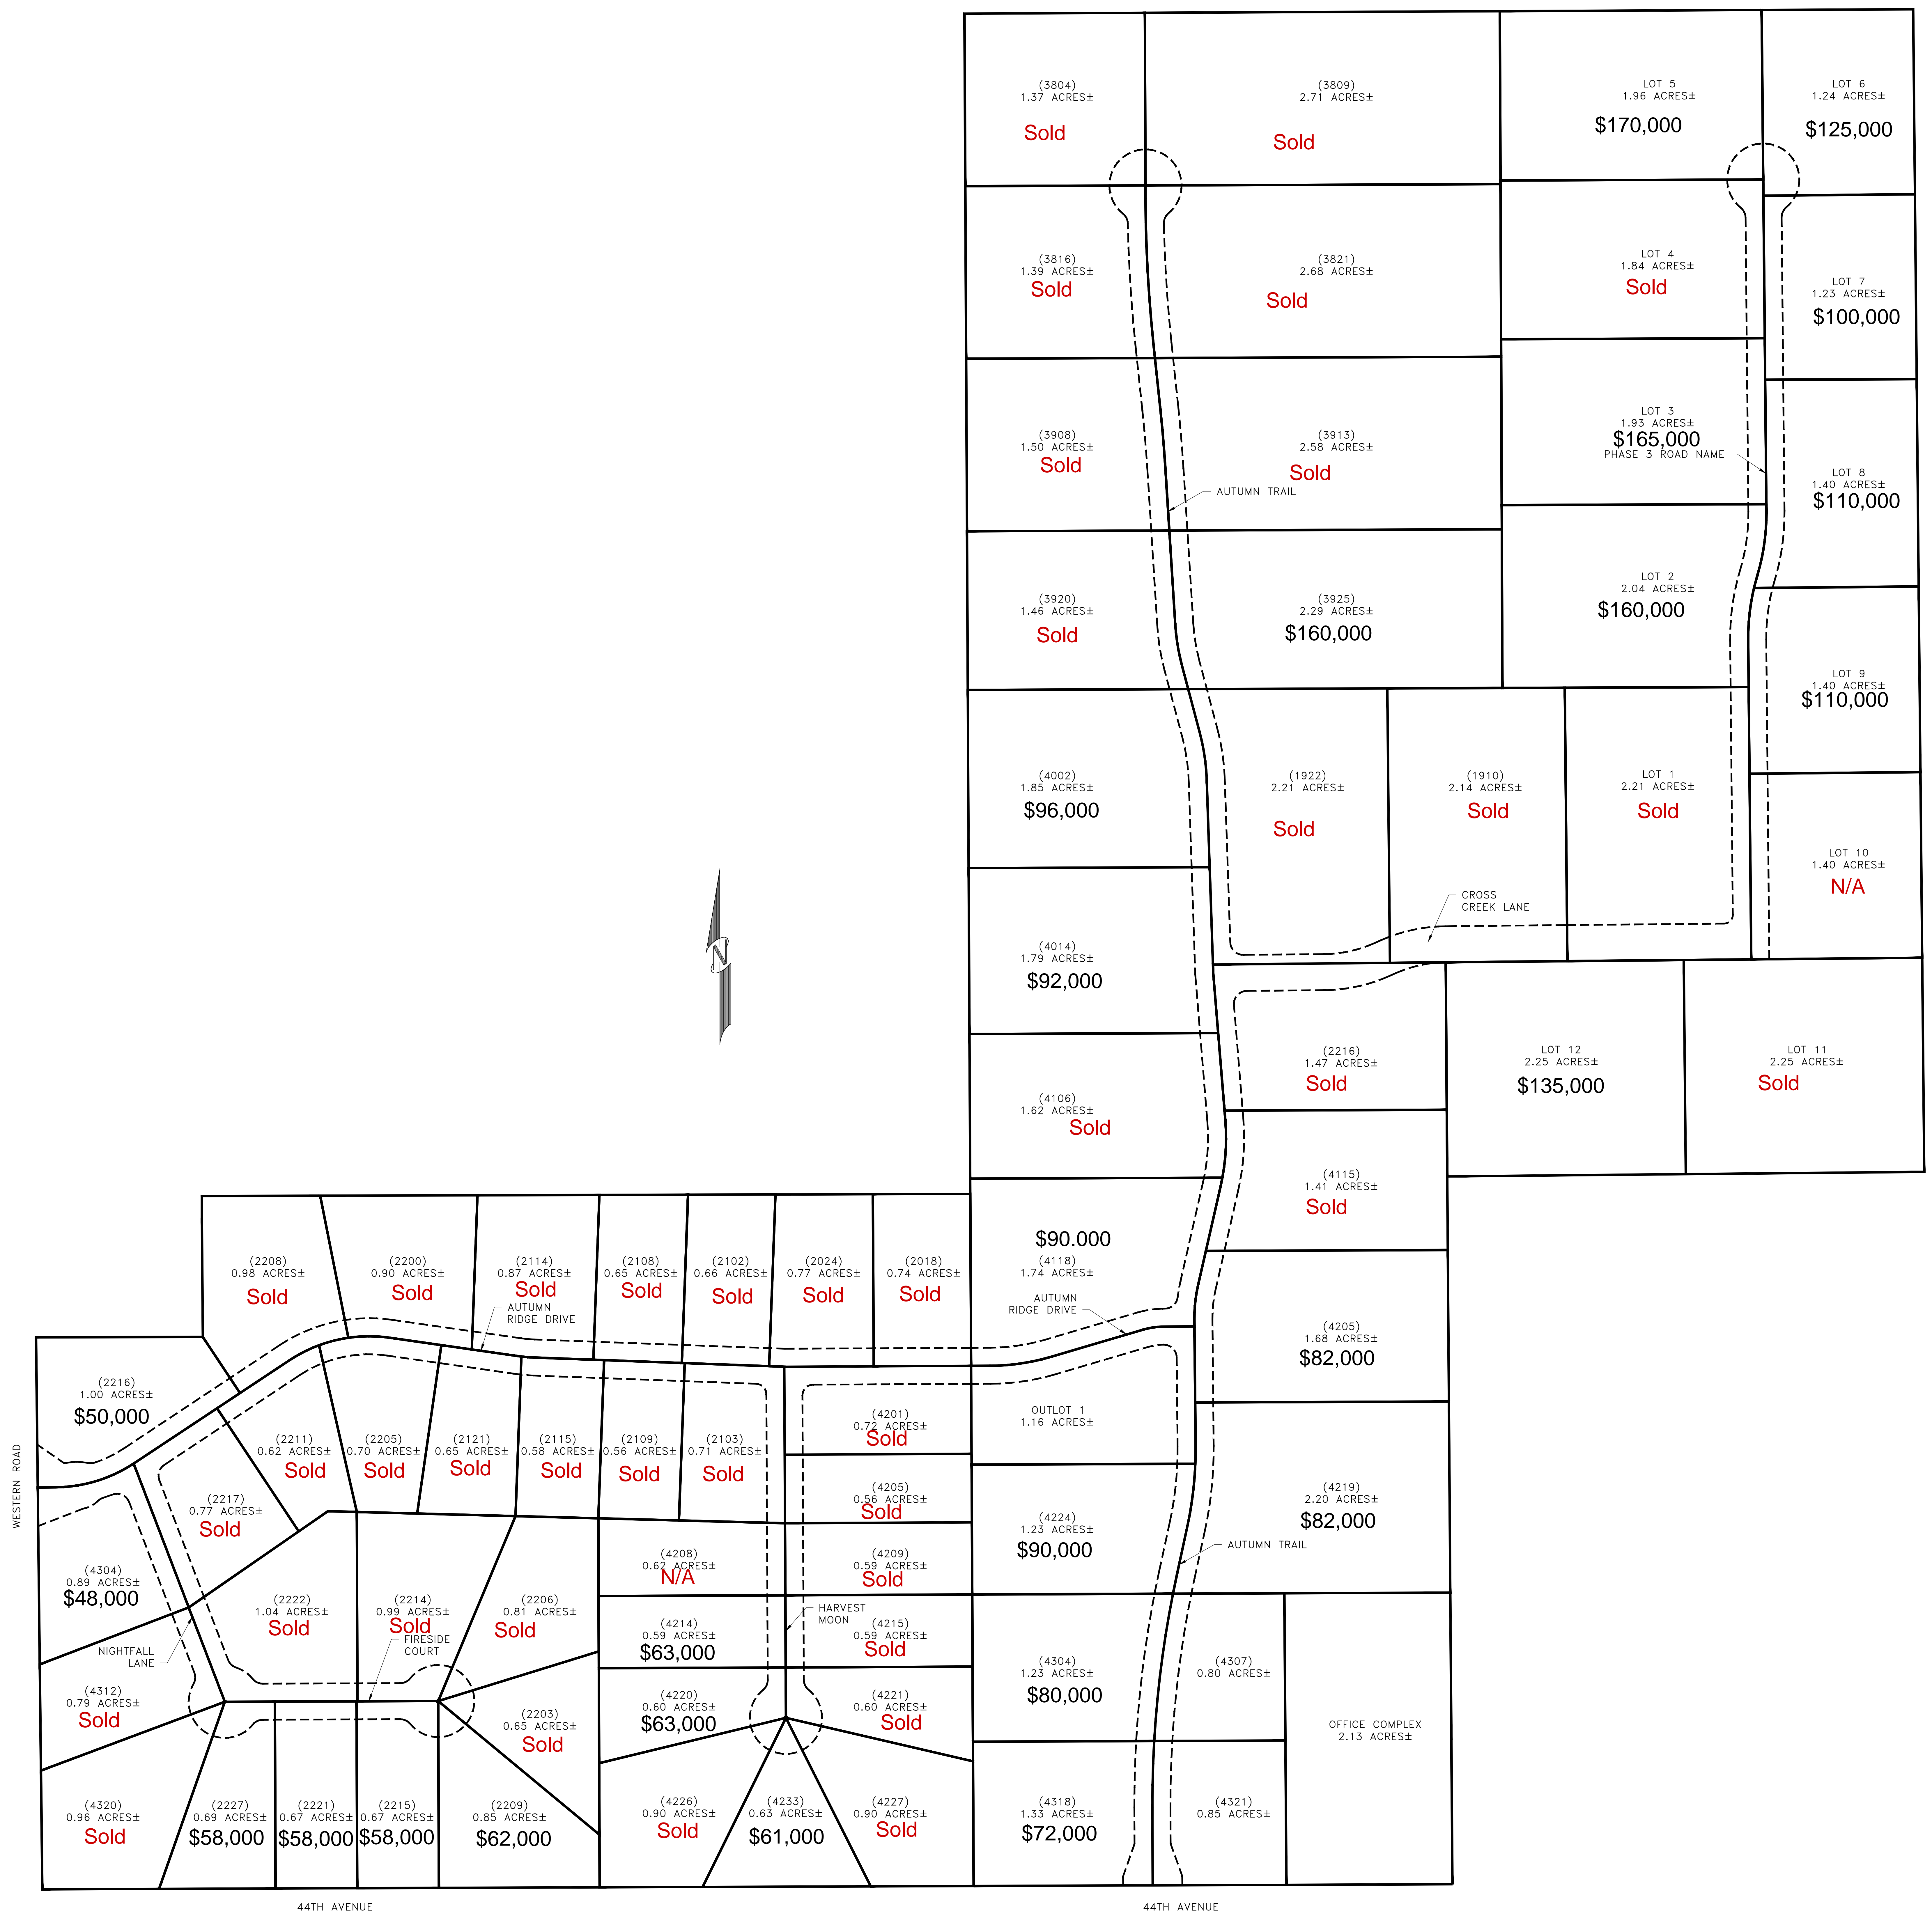 (3804)
1.37 ACRES±
Sold
(3809)
2.71 ACRES±
Sold
LOT 5
1.96 ACRES±
$170,000
LOT 6
1.24 ACRES±
$125,000
(3816)
1.39 ACRES±
Sold
(3821)
2.68 ACRES±
Sold
LOT 4
1.84 ACRES±
Sold
LOT 7
1.23 ACRES±
$100,000
(3908)
1.50 ACRES±
Sold
(3913)
2.58 ACRES±
Sold
AUTUMN TRAIL
LOT 3
1.93 ACRES±
$165,000
PHASE 3 ROAD NAME
LOT 8
1.40 ACRES±
$110,000
(3920)
1.46 ACRES±
Sold
(3925)
2.29 ACRES±
$160,000
LOT 2
2.04 ACRES±
$160,000
LOT 9
1.40 ACRES±
$110,000
(4002)
1.85 ACRES±
$96,000
(1922)
2.21 ACRES±
Sold
(1910)
2.14 ACRES±
Sold
LOT 1
2.21 ACRES±
Sold
LOT 10
1.40 ACRES±
N/A
CROSS
CREEK LANE
N
(4014)
1.79 ACRES±
$92,000
(4106)
1.62 ACRES±
Sold
(2216)
1.47 ACRES±
Sold
LOT 12
2.25 ACRES±
$135,000
LOT 11
2.25 ACRES±
Sold
(4115)
1.41 ACRES±
Sold
$90.000
(4118)
1.74 ACRES±
AUTUMN
RIDGE DRIVE
(4205)
1.68 ACRES±
$82,000
(2208)
0.98 ACRES±
Sold
(2200)
0.90 ACRES±
Sold
(2114)
0.87 ACRES±
Sold
AUTUMN
RIDGE DRIVE
(2108)
0.65 ACRES±
Sold
(2102)
0.66 ACRES±
Sold
(2024)
0.77 ACRES±
Sold
(2018)
0.74 ACRES±
Sold
(2216)
1.00 ACRES±
$50,000
WESTERN ROAD
(2217)
0.77 ACRES±
Sold
(2211)
0.62 ACRES±
Sold
(2205)
0.70 ACRES±
Sold
(2121)
0.65 ACRES±
Sold
(2115)
0.58 ACRES±
Sold
(2109)
0.56 ACRES±
Sold
(2103)
0.71 ACRES±
Sold
(4201)
0.72 ACRES±
Sold
(4205)
0.56 ACRES±
Sold
OUTLOT 1
1.16 ACRES±
(4224)
1.23 ACRES±
$90,000
(4219)
2.20 ACRES±
$82,000
AUTUMN TRAIL
(4304)
0.89 ACRES±
$48,000
NIGHTFALL
LANE
(2222)
1.04 ACRES±
Sold
(2214)
0.99 ACRES±
Sold
FIRESIDE
COURT
(2206)
0.81 ACRES±
Sold
(4208)
0.62 ACRES±
N/A
(4209)
0.59 ACRES±
Sold
(4214)
0.59 ACRES±
$63,000
HARVEST
MOON
(4215)
0.59 ACRES±
Sold
(4312)
0.79 ACRES±
Sold
(2203)
0.65 ACRES±
Sold
(4220)
0.60 ACRES±
$63,000
(4221)
0.60 ACRES±
Sold
(4304)
1.23 ACRES±
$80,000
(4307)
0.80 ACRES±
OFFICE COMPLEX
2.13 ACRES±
(4320)
0.96 ACRES±
Sold
(2227)
0.69 ACRES±
$58,000
(2221)
0.67 ACRES±
$58,000
(2215)
0.67 ACRES±
$58,000
(2209)
0.85 ACRES±
$62,000
(4226)
0.90 ACRES±
Sold
(4233)
0.63 ACRES±
$61,000
(4227)
0.90 ACRES±
Sold
(4318)
1.33 ACRES±
$72,000
(4321)
0.85 ACRES±
44TH AVENUE
44TH AVENUE